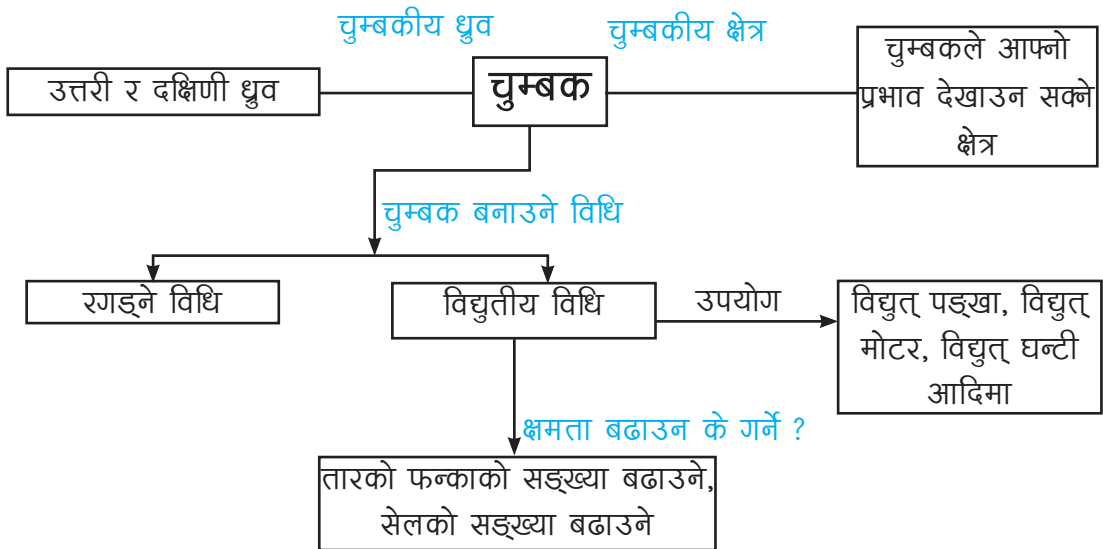 चुम्बकीय ध्रुव
चुम्बकीय क्षेत्र
उत्तरी र दक्षिणी ध्रुव
चुम्बक
चुम्बकले आफ्नो
प्रभाव देखाउन सक्ने
क्षेत्र
चुम्बक बनाउने विधि
रगड्ने विधि
विद्युतीय विधि
उपयोग
विद्युत् पङ्खा, विद्युत्
मोटर, विद्युत् घन्टी
आदिमा
क्षमता बढाउन के गर्ने ?
तारको फन्काको सङ्ख्या बढाउने,
सेलको सङ्ख्या बढाउने